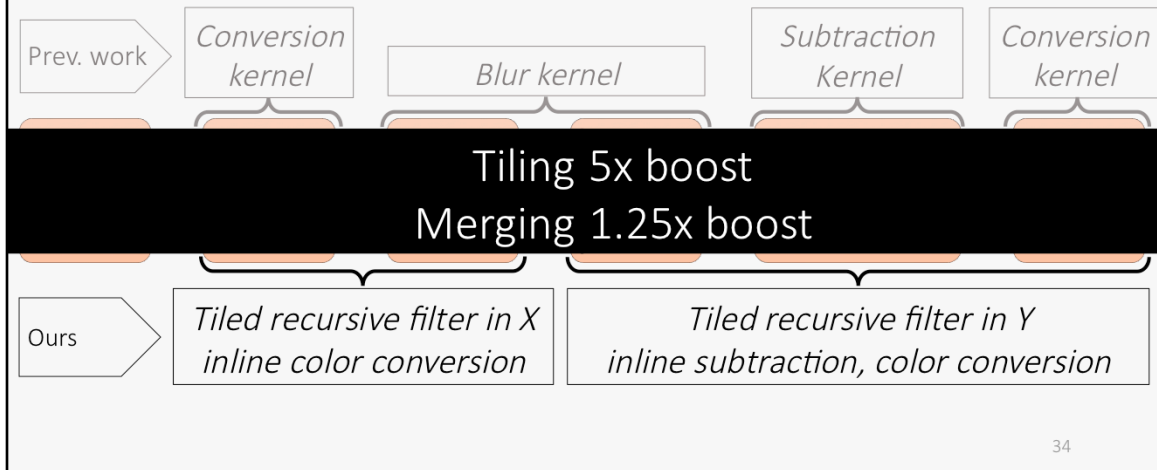 Prev. work
Conversion
kernel
Blur kernel
Subtraction
Kernel
Conversion
kernel
Tiling 5x boost
Merging 1.25x boost
Ours
Tiled recursive filter in X
inline color conversion
Tiled recursive filter in Y
inline subtraction, color conversion
34